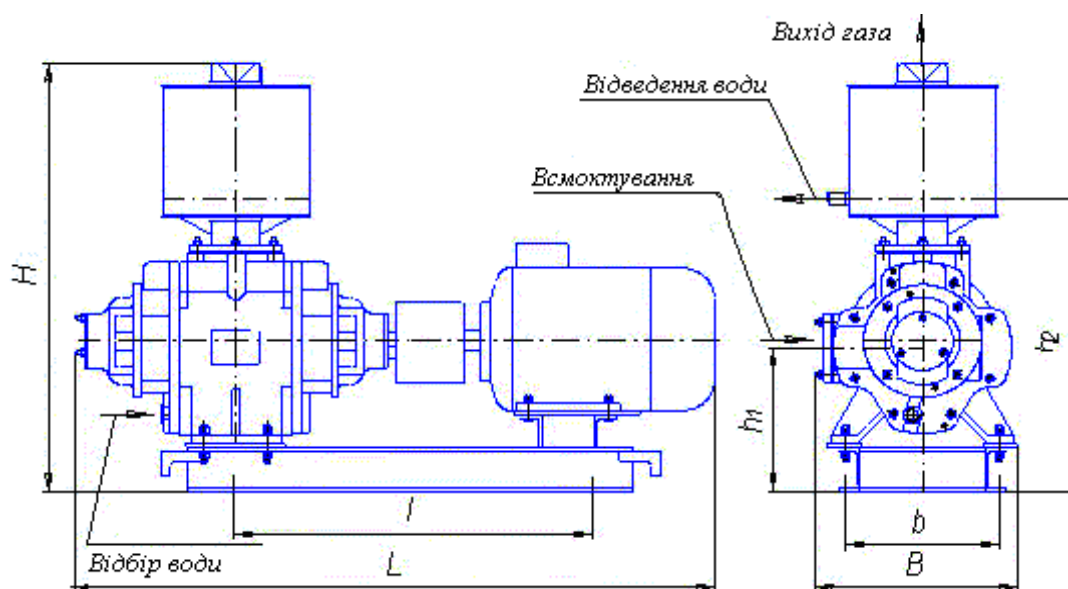 Вихід газа
Відведення води
Всмоктування
H
h2
h1
l
b
Відбір води
L
B